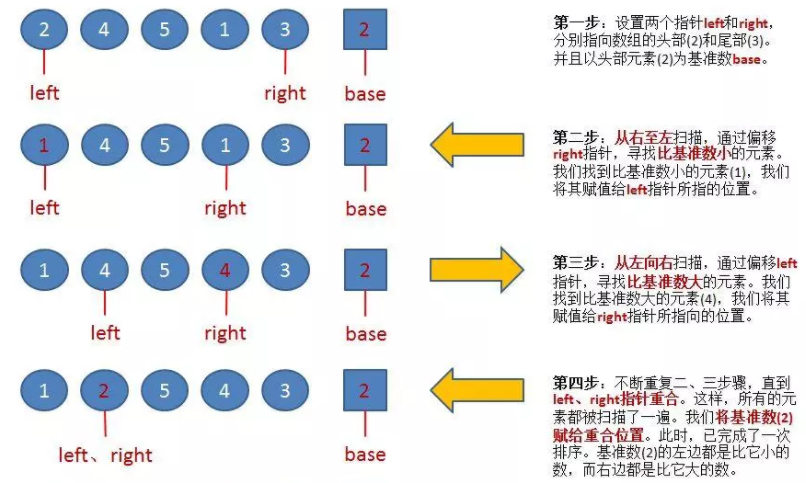 2 4 5 1 3 2
left right base
第一步：设置两个指针left和right，
分别指向数组的头部(2)和尾部(3)。
并且以头部元素(2)为基准数base。
1 4 5 1 3 2
left right base
第二步：从右至左扫描，通过偏移
right指针，寻找比基准数小的元素。
我们找到比基准数小的元素(1)，我们
将其赋值给left指针所指的位置。
1 4 5 4 3 2
left right base
第三步：从左向右扫描，通过偏移left
指针，寻找比基准数大的元素。我们
找到比基准数大的元素(4)，我们将其
赋值给right指针所指向的位置。
1 2 5 4 3 2
left、right base
第四步：不断重复二、三步骤，直到
left、right指针重合。这样，所有的元
素都被扫描了一遍。我们将基准数(2)
赋给重合位置。此时，已完成了一次
排序。基准数(2)的左边都是比它小的
数，而右边都是比它大的数。